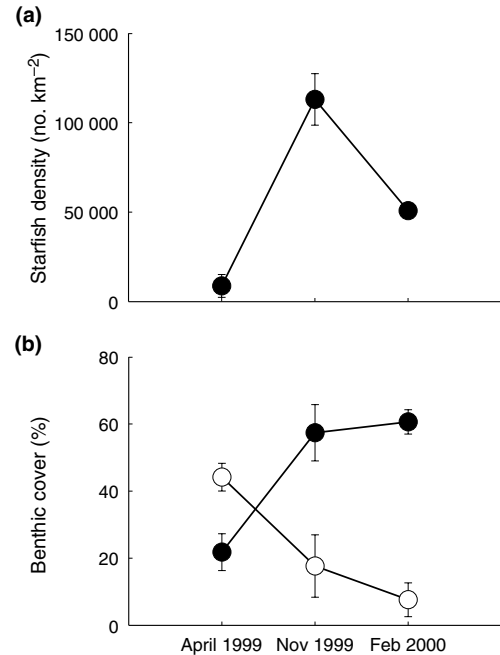 (a)
150 000
100 000
50 000
0
Starfish density (no. km⁻²)
(b)
80
60
40
20
0
Benthic cover (%)
April 1999 Nov 1999 Feb 2000